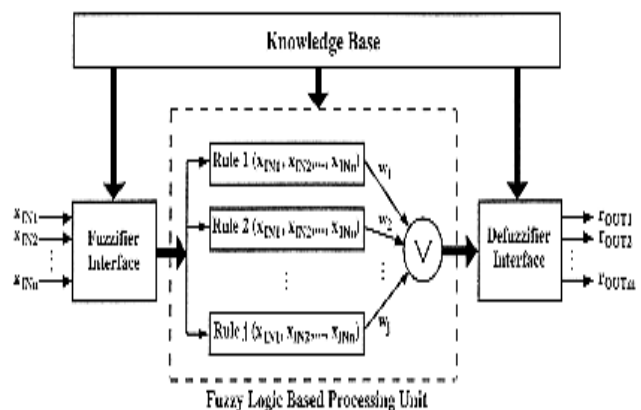 Knowledge Base
Rule 1 (xIN1, xIN2,..., xINn)
w1
xIN1
xIN2
xINn
Fuzzifier
Interface
Rule 2 (xIN1, xIN2,..., xINn)
w2
V
Defuzzifier
Interface
rOUT1
rOUT2
rOUTm
Rule j (xIN1, xIN2,..., xINn)
wj
Fuzzy Logic Based Processing Unit